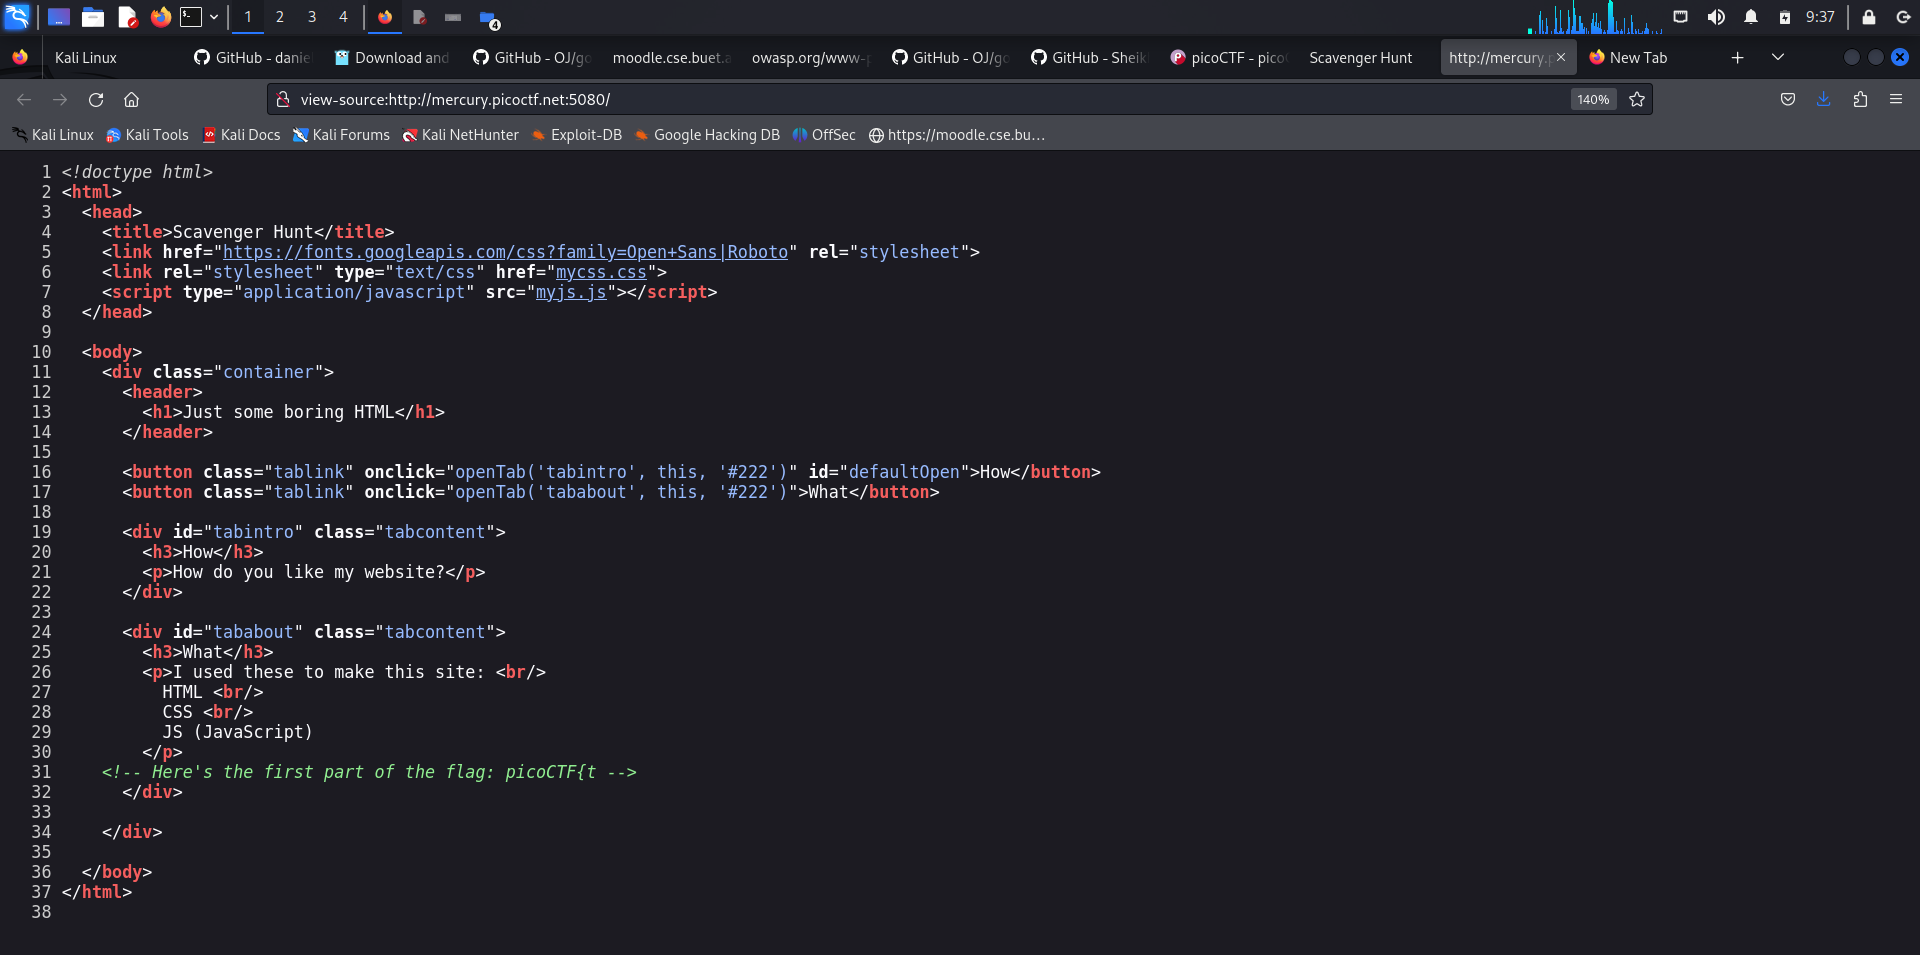 1 2 3 4 4 9:37
Kali Linux GitHub - danie Download and GitHub - OJ/go moodle.cse.buet.a owasp.org/www-p GitHub - OJ/go GitHub - Sheik picoCTF - pico Scavenger Hunt http://mercury.p New Tab
view-source:http://mercury.picoctf.net:5080/ 140%
Kali Linux Kali Tools Kali Docs Kali Forums Kali NetHunter Exploit-DB Google Hacking DB OffSec https://moodle.cse.bu…
1 <!doctype html>
2 <html>
3 <head>
4 <title>Scavenger Hunt</title>
5 <link href="https://fonts.googleapis.com/css?family=Open+Sans|Roboto" rel="stylesheet">
6 <link rel="stylesheet" type="text/css" href="mycss.css">
7 <script type="application/javascript" src="myjs.js"></script>
8 </head>
9
10 <body>
11 <div class="container">
12 <header>
13 <h1>Just some boring HTML</h1>
14 </header>
15
16 <button class="tablink" onclick="openTab('tabintro', this, '#222')" id="defaultOpen">How</button>
17 <button class="tablink" onclick="openTab('tababout', this, '#222')">What</button>
18
19 <div id="tabintro" class="tabcontent">
20 <h3>How</h3>
21 <p>How do you like my website?</p>
22 </div>
23
24 <div id="tababout" class="tabcontent">
25 <h3>What</h3>
26 <p>I used these to make this site: <br/>
27 HTML <br/>
28 CSS <br/>
29 JS (JavaScript)
30 </p>
31 <!-- Here's the first part of the flag: picoCTF{t -->
32 </div>
33
34 </div>
35
36 </body>
37 </html>
38